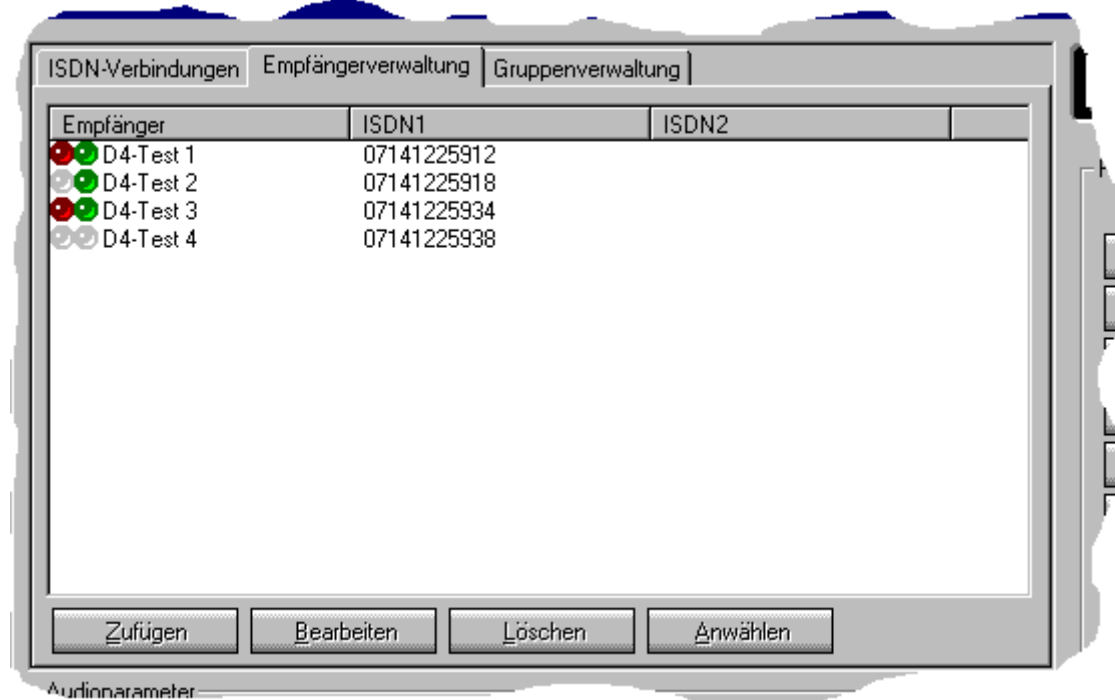 ISDN-Verbindungen Empfängerverwaltung Gruppenverwaltung
Empfänger ISDN1 ISDN2
D4-Test 1 07141225912
D4-Test 2 07141225918
D4-Test 3 07141225934
D4-Test 4 07141225938
Zufügen Bearbeiten Löschen Anwählen
Audioparameter